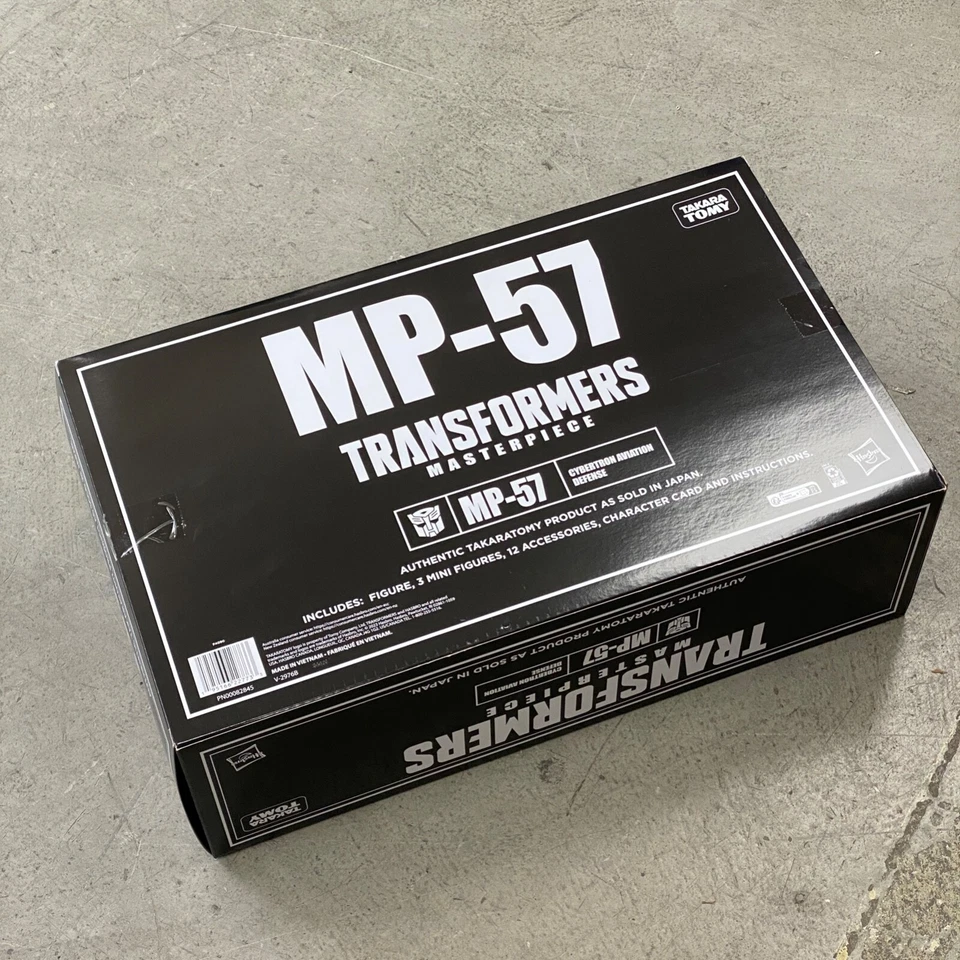 TAKARA
TOMY
MP-57
TRANSFORMERS
MASTERPIECE
MP-57
CYBERTRON AVIATION
DEFENSE
AUTHENTIC TAKARATOMY PRODUCT AS SOLD IN JAPAN.
INCLUDES: FIGURE, 3 MINI FIGURES, 12 ACCESSORIES, CHARACTER CARD AND INSTRUCTIONS.
Hasbro
MADE IN VIETNAM • FABRIQUÉ EN VIETNAM.
V-2976B
PN00082845
AUTHENTIC TAKARATOMY PRODUCT AS SOLD IN JAPAN.
MP-57
CYBERTRON AVIATION
DEFENSE
MASTERPIECE
TRANSFORMERS
Hasbro
TAKARA
TOMY